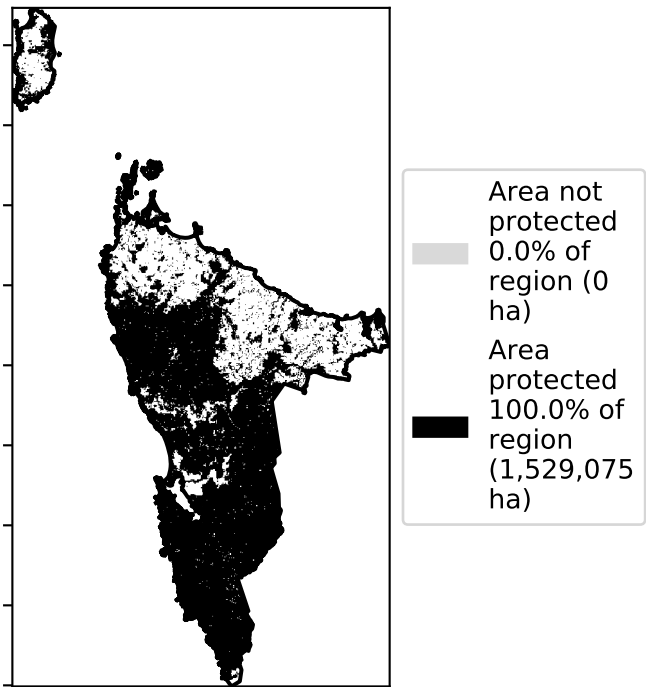 Area not
protected
0.0% of
region (0
ha)
Area
protected
100.0% of
region
(1,529,075
ha)